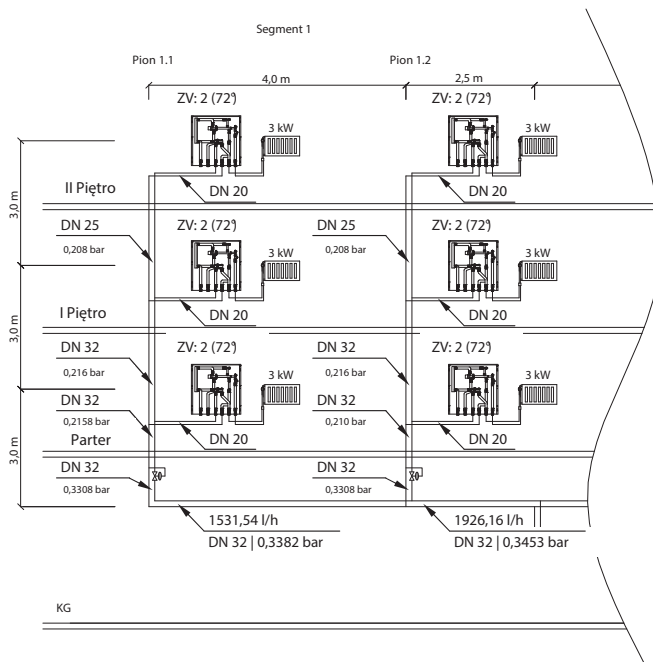 Segment 1
Pion 1.1
Pion 1.2
4,0 m
2,5 m
ZV: 2 (72°)
ZV: 2 (72°)
3 kW
3 kW
3,0 m
II Piętro
DN 20
DN 20
DN 25
0,208 bar
ZV: 2 (72°)
DN 25
0,208 bar
ZV: 2 (72°)
3 kW
3 kW
3,0 m
I Piętro
DN 20
DN 20
DN 32
0,216 bar
ZV: 2 (72°)
DN 32
0,216 bar
ZV: 2 (72°)
3 kW
3 kW
DN 32
0,2158 bar
DN 32
0,210 bar
3,0 m
Parter
DN 20
DN 20
DN 32
0,3308 bar
DN 32
0,3308 bar
1531,54 l/h
DN 32 | 0,3382 bar
1926,16 l/h
DN 32 | 0,3453 bar
KG